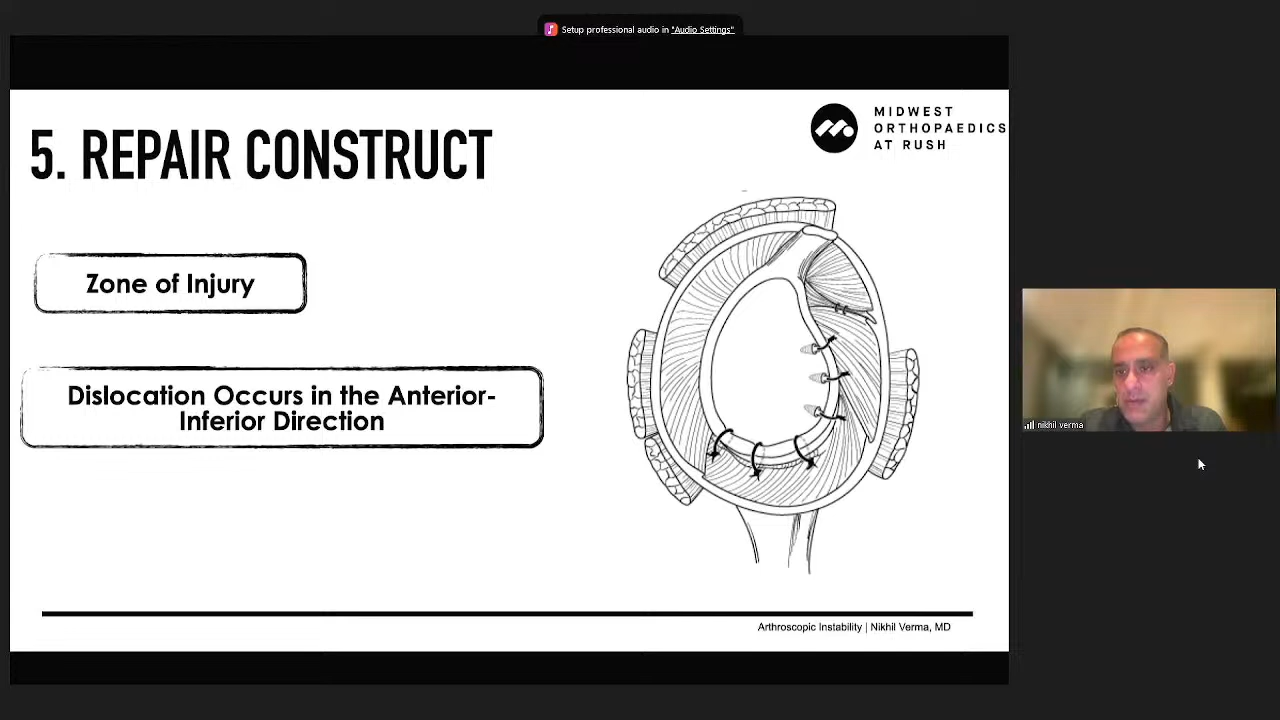 Setup professional audio in "Audio Settings"
5. REPAIR CONSTRUCT
MIDWEST
ORTHOPAEDICS
AT RUSH
Zone of Injury
Dislocation Occurs in the Anterior-
Inferior Direction
nikhil verma
Arthroscopic Instability | Nikhil Verma, MD